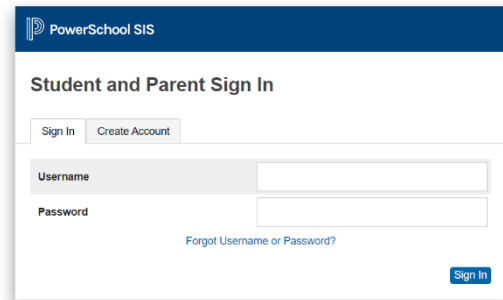 PowerSchool SIS
Student and Parent Sign In
Sign In Create Account
Username
Password
Forgot Username or Password?
Sign In